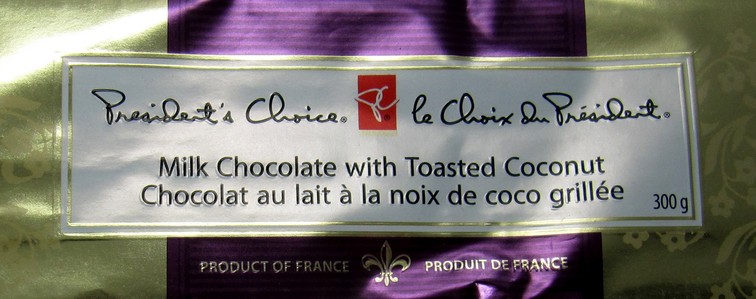 President's Choice® PC® le Choix du Président®
Milk Chocolate with Toasted Coconut
Chocolat au lait à la noix de coco grillée 300 g
PRODUCT OF FRANCE PRODUIT DE FRANCE